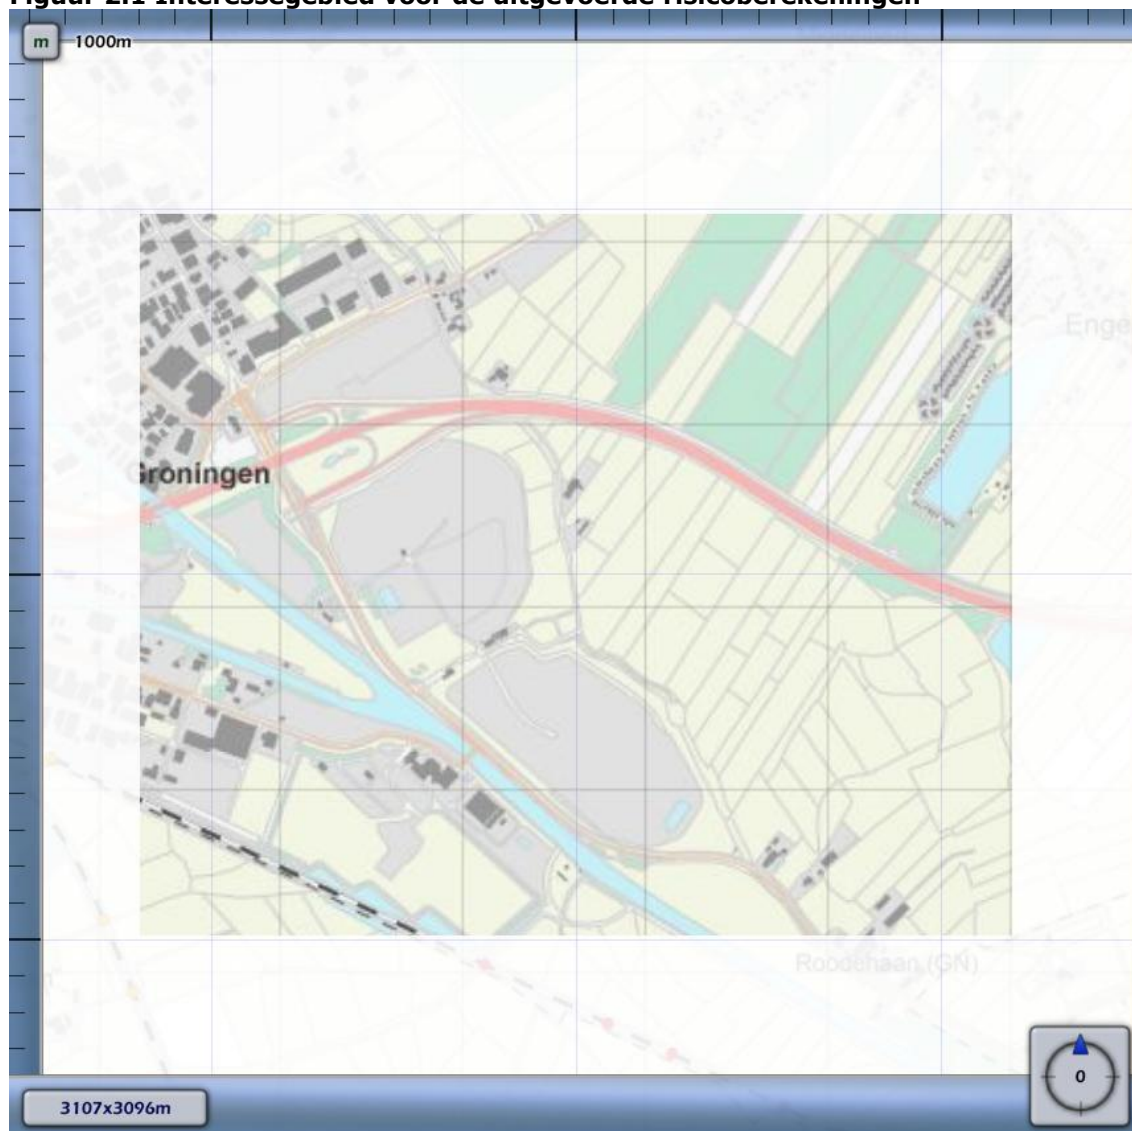 Figuur 2.1 Interessegebied voor de uitgevoerde risicoberekeningen
m 1000m
Enge
Groningen
Roodehaan (GN)
0
3107x3096m